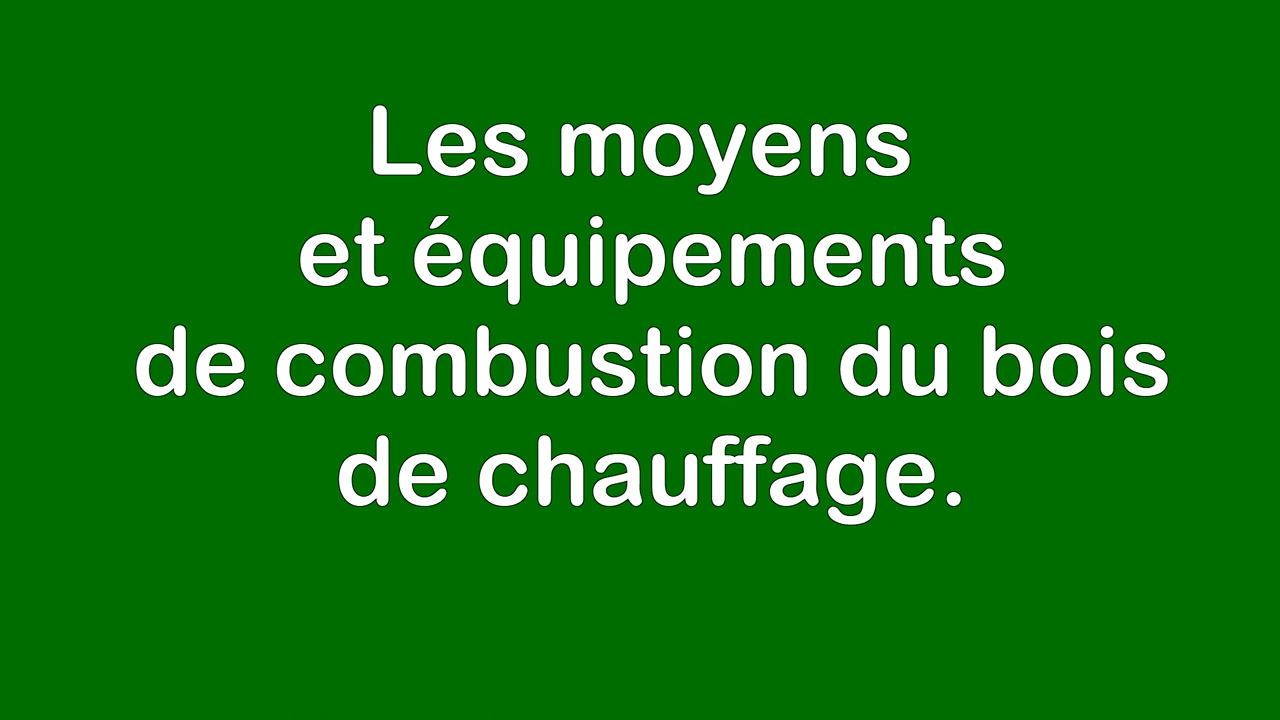 Les moyens
et équipements
de combustion du bois
de chauffage.